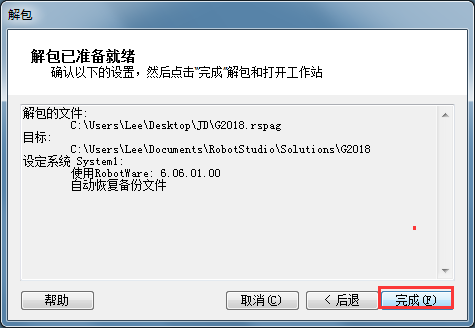 解包
解包已准备就绪
确认以下的设置，然后点击“完成”解包和打开工作站
解包的文件:
C:\Users\Lee\Desktop\JD\G2018.rspag
目标:
C:\Users\Lee\Documents\RobotStudio\Solutions\G2018
设定系统 System1:
使用RobotWare: 6.06.01.00
自动恢复备份文件
帮助 取消(C) < 后退 完成(F)